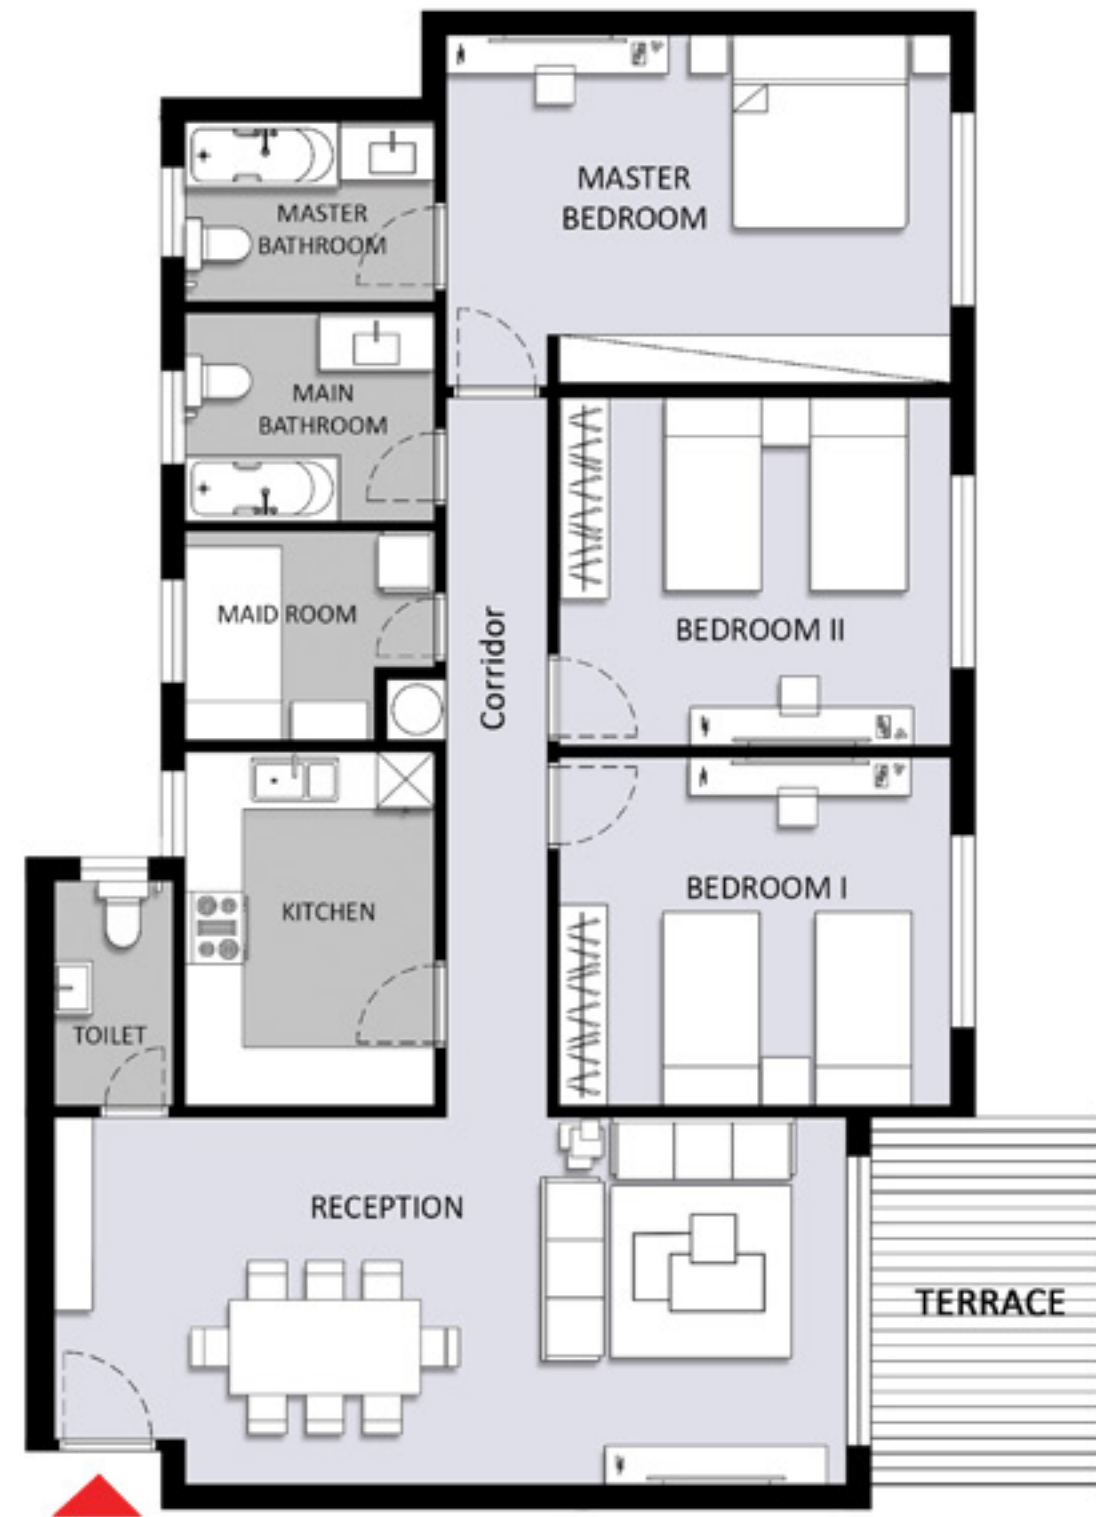 MASTER
BEDROOM
MASTER
BATHROOM
MAIN
BATHROOM
MAID ROOM
Corridor
BEDROOM II
BEDROOM I
KITCHEN
TOILET
RECEPTION
TERRACE